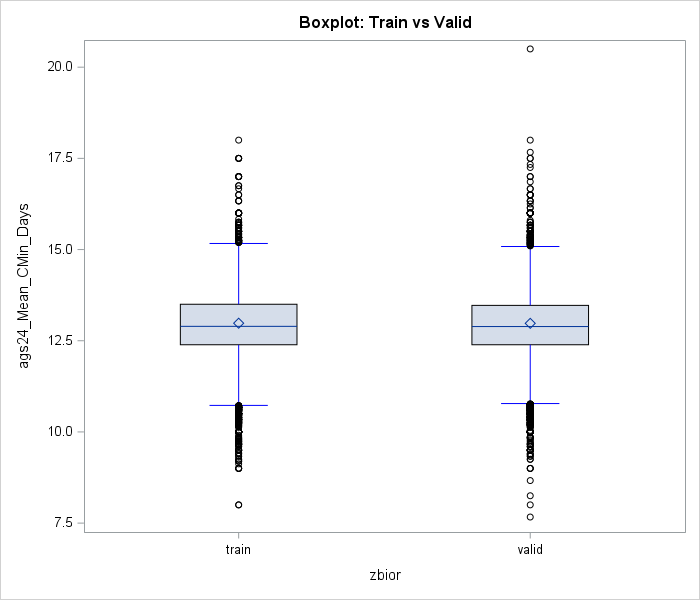 Boxplot: Train vs Valid
20.0
17.5
15.0
12.5
10.0
7.5
ags24_Mean_CMin_Days
train
valid
zbior